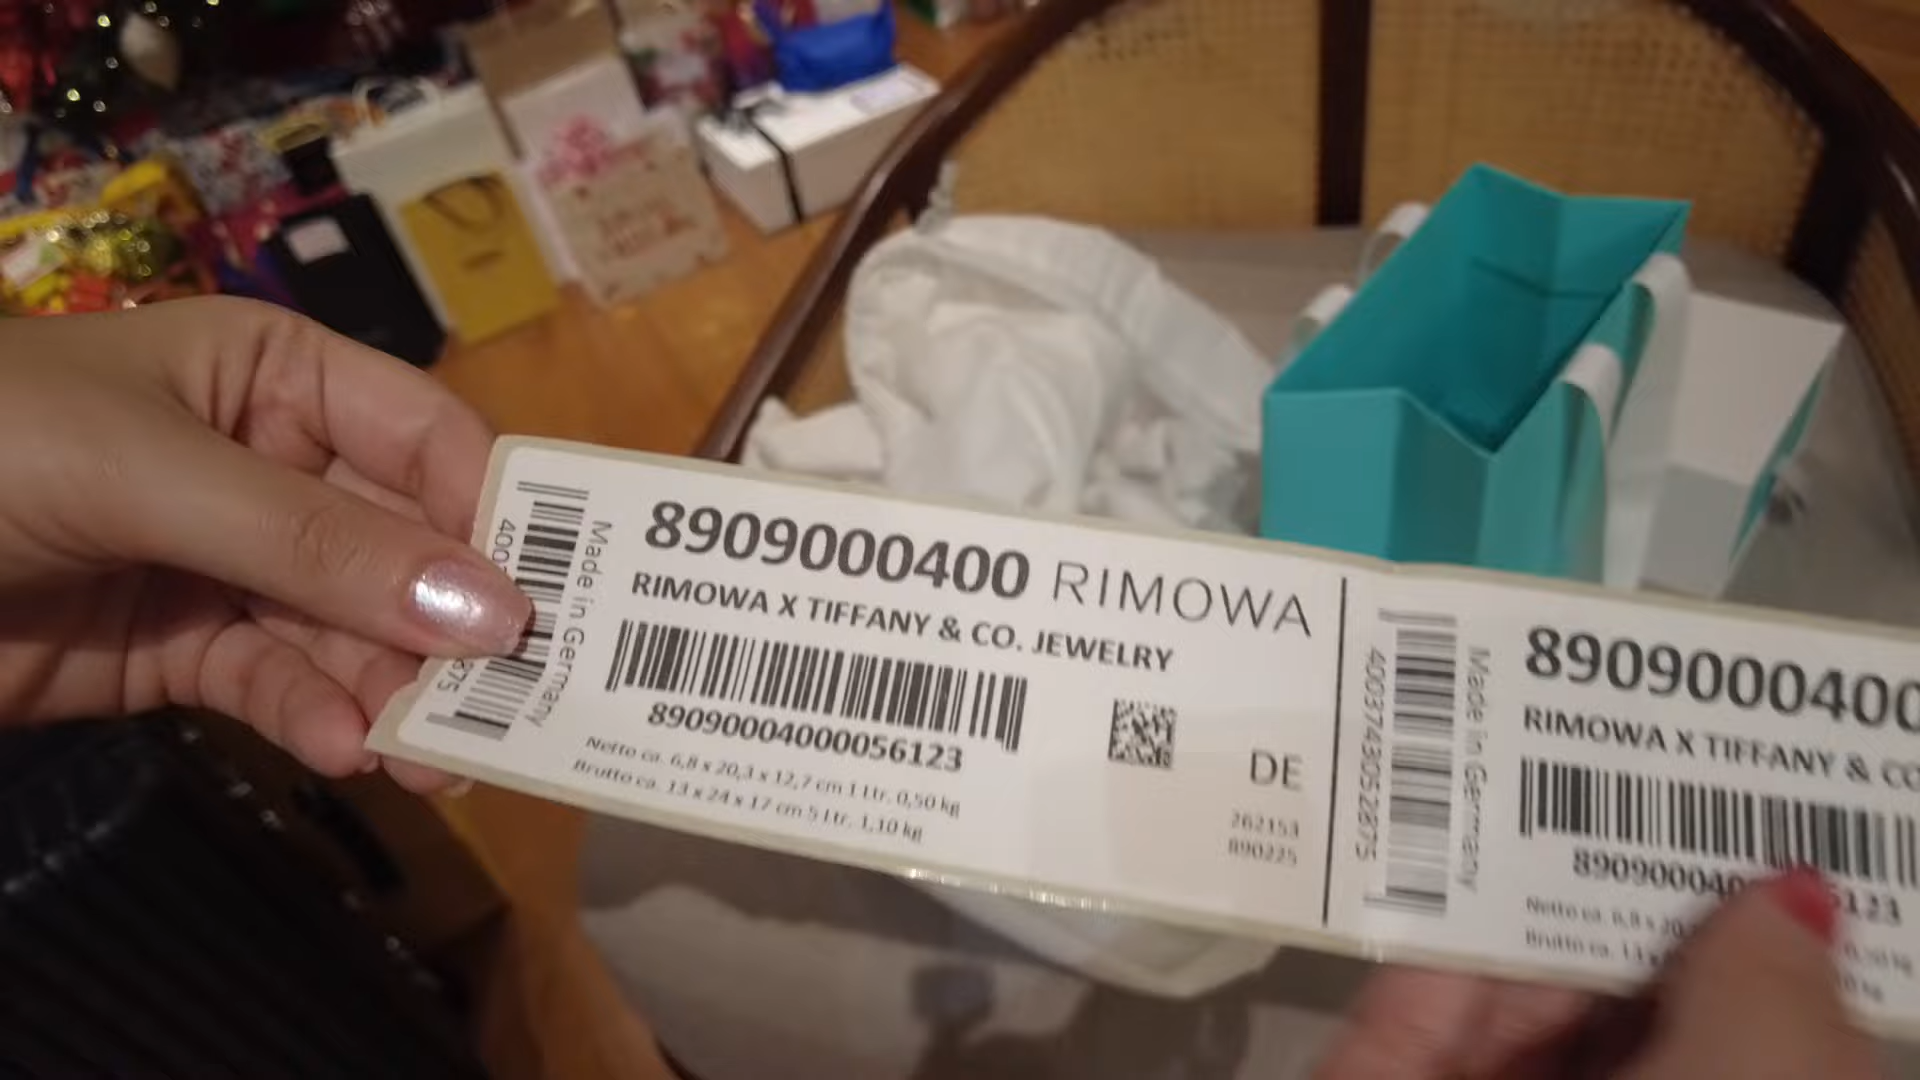 8909000400 RIMOWA
RIMOWA X TIFFANY & CO. JEWELRY
89090004000056123
Netto ca. 6,8 x 20,3 x 12,7 cm 1 Ltr. 0,50 kg
Brutto ca. 13 x 24 x 17 cm 5 Ltr. 1,10 kg
DE
262153
890225
Made in Germany
4003743052875
Made in Germany
8909000400
RIMOWA X TIFFANY & CO